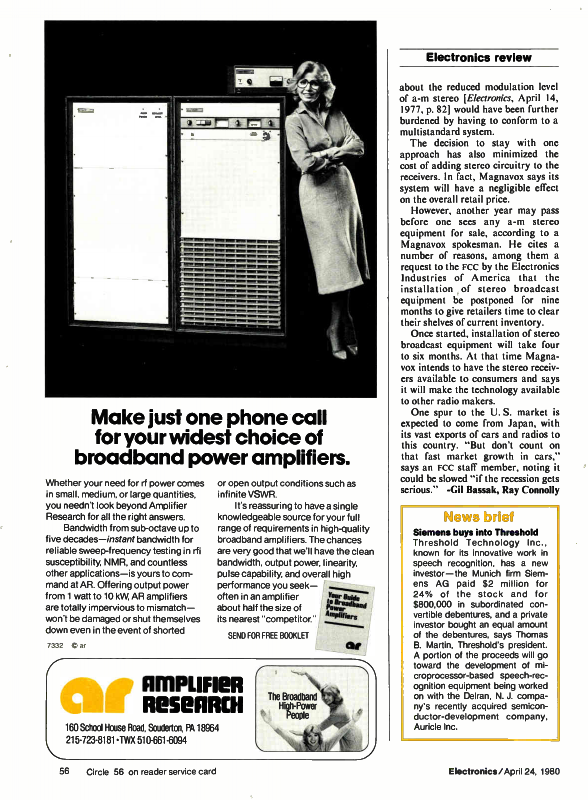 Make just one phone call
for your widest choice of
broadband power amplifiers.
Whether your need for rf power comes
in small, medium, or large quantities,
you needn't look beyond Amplifier
Research for all the right answers.
Bandwidth from sub-octave up to
five decades—instant bandwidth for
reliable sweep-frequency testing in rfi
susceptibility, NMR, and countless
other applications—is yours to com-
mand at AR. Offering output power
from 1 watt to 10 kW, AR amplifiers
are totally impervious to mismatch—
won't be damaged or shut themselves
down even in the event of shorted
7332 © ar
or open output conditions such as
infinite VSWR.
It's reassuring to have a single
knowledgeable source for your full
range of requirements in high-quality
broadband amplifiers. The chances
are very good that we'll have the clean
bandwidth, output power, linearity,
pulse capability, and overall high
performance you seek—
often in an amplifier
about half the size of
its nearest "competitor."
SEND FOR FREE BOOKLET
Your Guide
to Broadband
Power
Amplifiers
ar
ar
AMPLIFIER
RESEARCH
160 School House Road, Souderton, PA 18964
215-723-8181 • TWX 510-661-6094
The Broadband
High-Power
People
Electronics review
about the reduced modulation level
of a-m stereo [Electronics, April 14,
1977, p. 82] would have been further
burdened by having to conform to a
multistandard system.
The decision to stay with one
approach has also minimized the
cost of adding stereo circuitry to the
receivers. In fact, Magnavox says its
system will have a negligible effect
on the overall retail price.
However, another year may pass
before one sees any a-m stereo
equipment for sale, according to a
Magnavox spokesman. He cites a
number of reasons, among them a
request to the FCC by the Electronics
Industries of America that the
installation of stereo broadcast
equipment be postponed for nine
months to give retailers time to clear
their shelves of current inventory.
Once started, installation of stereo
broadcast equipment will take four
to six months. At that time Magna-
vox intends to have the stereo receiv-
ers available to consumers and says
it will make the technology available
to other radio makers.
One spur to the U. S. market is
expected to come from Japan, with
its vast exports of cars and radios to
this country. "But don't count on
that fast market growth in cars,"
says an FCC staff member, noting it
could be slowed "if the recession gets
serious." -Gil Bassak, Ray Connolly
News brief
Siemens buys into Threshold
Threshold Technology Inc.,
known for its innovative work in
speech recognition, has a new
investor—the Munich firm Siem-
ens AG paid $2 million for
24% of the stock and for
$800,000 in subordinated con-
vertible debentures, and a private
investor bought an equal amount
of the debentures, says Thomas
B. Martin, Threshold's president.
A portion of the proceeds will go
toward the development of mi-
croprocessor-based speech-rec-
ognition equipment being worked
on with the Delran, N. J. compa-
ny's recently acquired semicon-
ductor-development company,
Auricle Inc.
56 Circle 56 on reader service card
Electronics/April 24, 1980